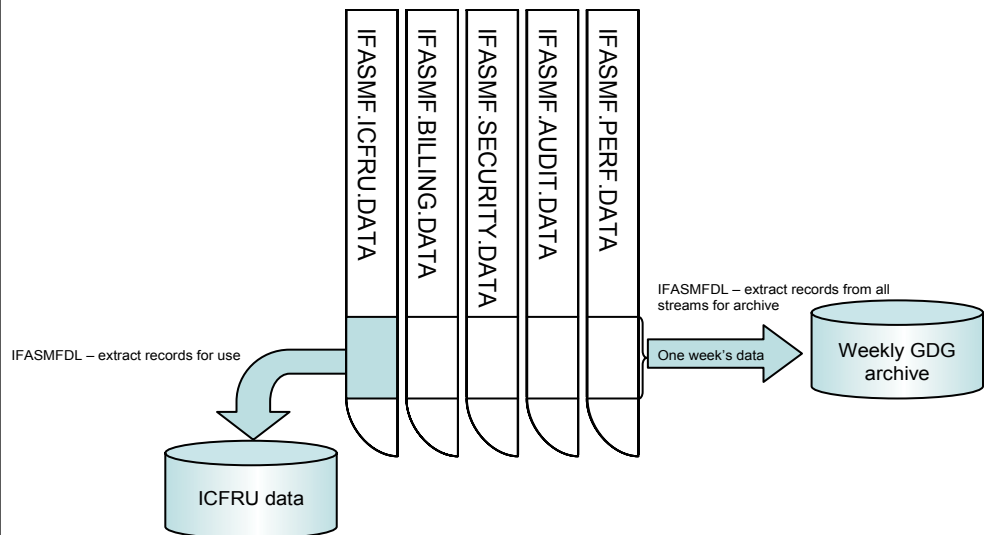 IFASMF.ICFRU.DATA
IFASMF.BILLING.DATA
IFASMF.SECURITY.DATA
IFASMF.AUDIT.DATA
IFASMF.PERF.DATA
IFASMFDL – extract records from all
streams for archive
IFASMFDL – extract records for use
One week's data
Weekly GDG
archive
ICFRU data